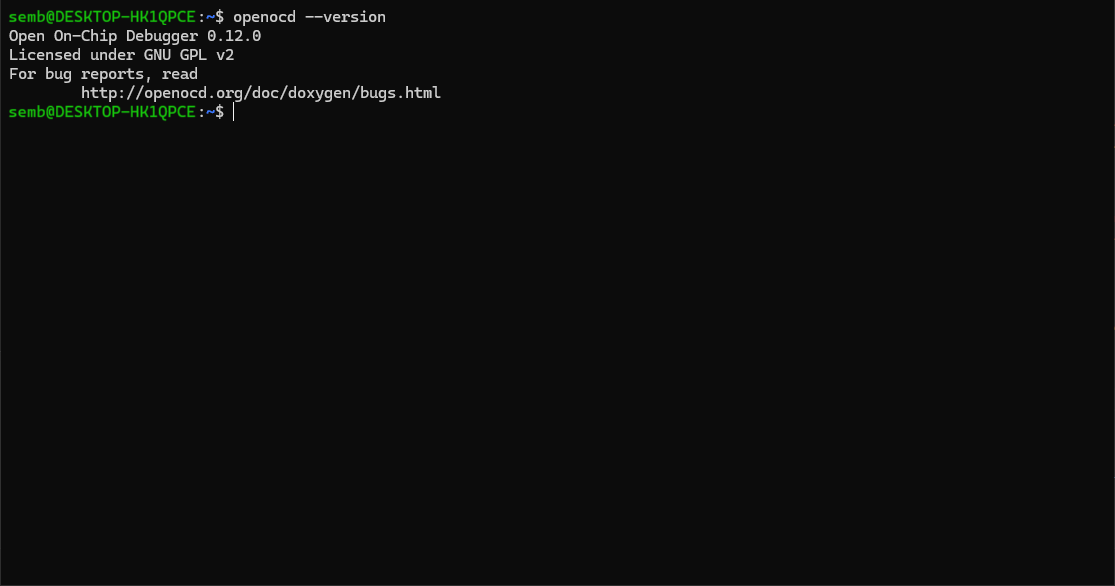 semb@DESKTOP-HK1QPCE:~$ openocd --version
Open On-Chip Debugger 0.12.0
Licensed under GNU GPL v2
For bug reports, read
        http://openocd.org/doc/doxygen/bugs.html
semb@DESKTOP-HK1QPCE:~$